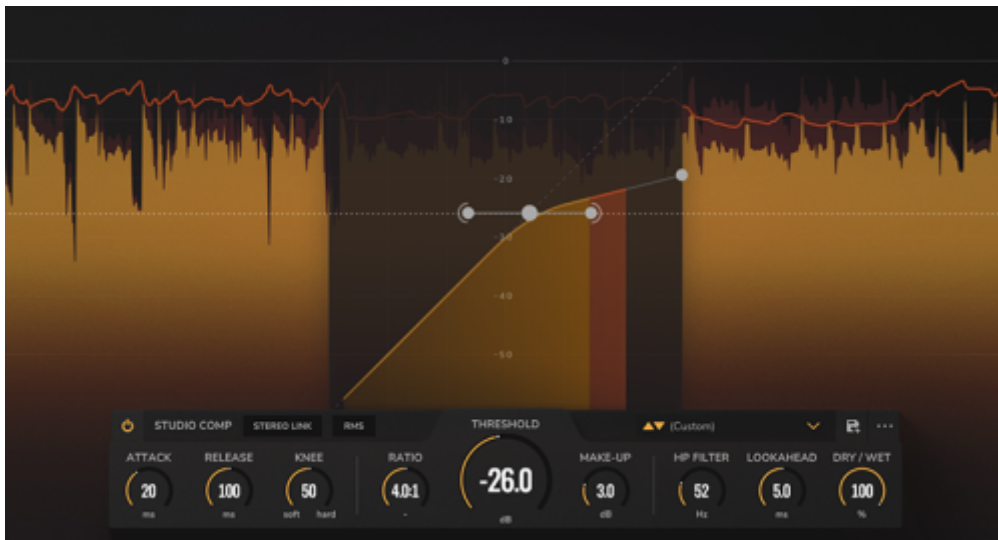 0
-10
-20
-30
-40
-50
STUDIO COMP STEREO LINK RMS THRESHOLD (Custom)
ATTACK RELEASE KNEE RATIO -26.0 MAKE-UP HP FILTER LOOKAHEAD DRY / WET
20 100 50 4.0:1 3.0 52 5.0 100
ms ms soft hard - dB dB Hz ms %